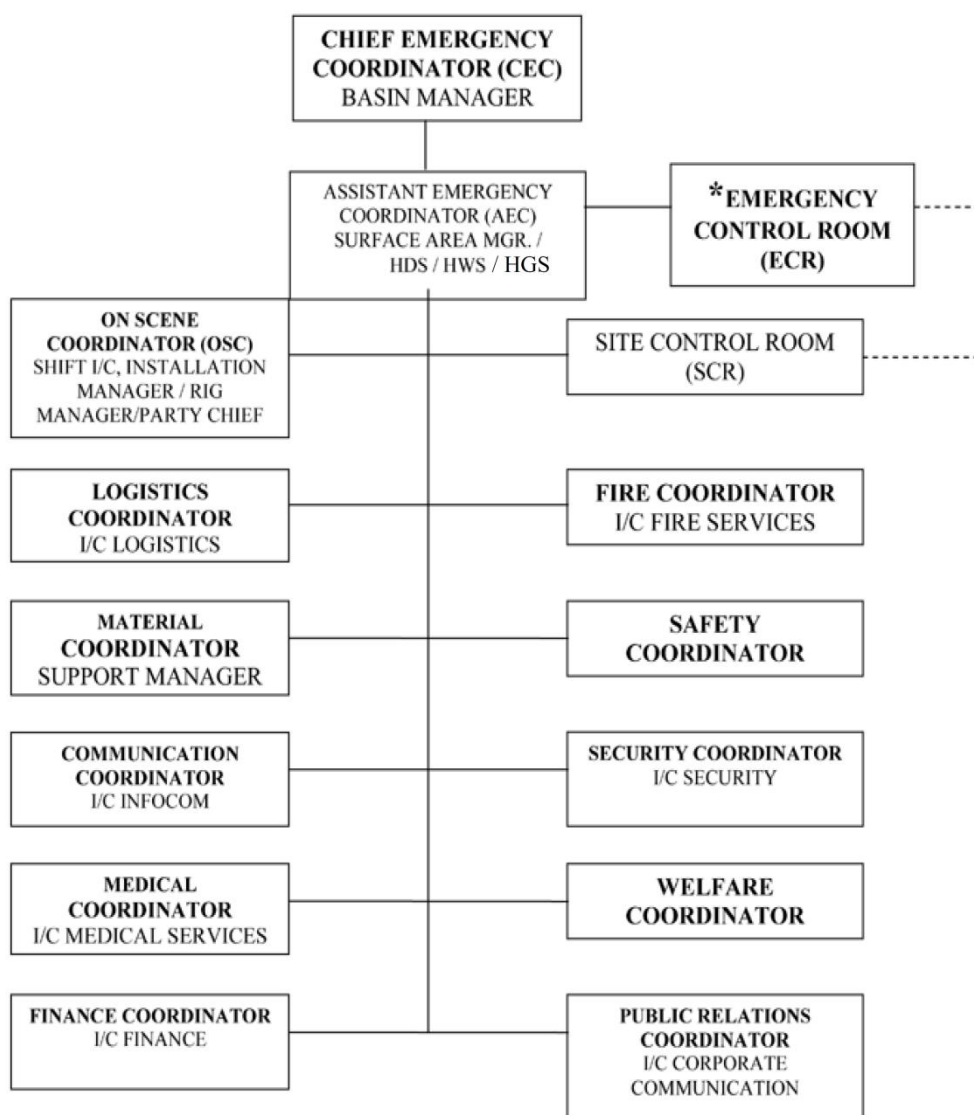 CHIEF EMERGENCY
COORDINATOR (CEC)
BASIN MANAGER
ASSISTANT EMERGENCY
COORDINATOR (AEC)
SURFACE AREA MGR. /
HDS / HWS / HGS
*EMERGENCY
CONTROL ROOM
(ECR)
ON SCENE
COORDINATOR (OSC)
SHIFT I/C, INSTALLATION
MANAGER / RIG
MANAGER/PARTY CHIEF
SITE CONTROL ROOM
(SCR)
LOGISTICS
COORDINATOR
I/C LOGISTICS
FIRE COORDINATOR
I/C FIRE SERVICES
MATERIAL
COORDINATOR
SUPPORT MANAGER
SAFETY
COORDINATOR
COMMUNICATION
COORDINATOR
I/C INFOCOM
SECURITY COORDINATOR
I/C SECURITY
MEDICAL
COORDINATOR
I/C MEDICAL SERVICES
WELFARE
COORDINATOR
FINANCE COORDINATOR
I/C FINANCE
PUBLIC RELATIONS
COORDINATOR
I/C CORPORATE
COMMUNICATION